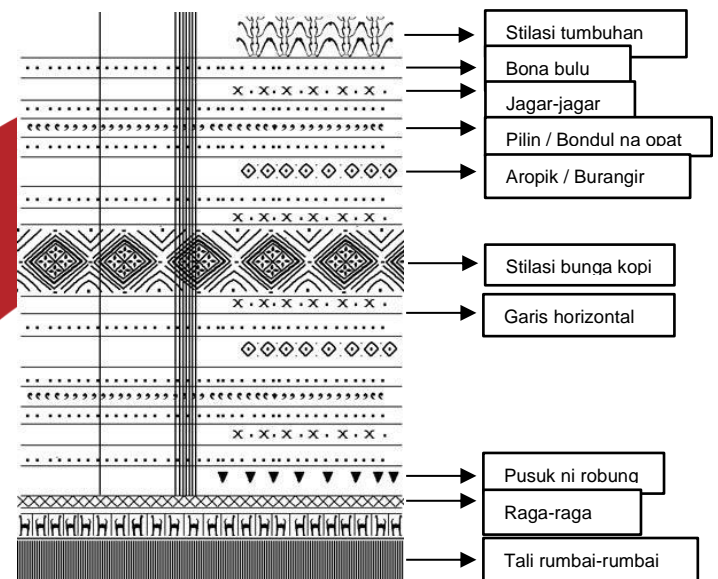 Stilasi tumbuhan
Bona bulu
Jagar-jagar
Pilin / Bondul na opat
Aropik / Burangir
Stilasi bunga kopi
Garis horizontal
Pusuk ni robung
Raga-raga
Tali rumbai-rumbai